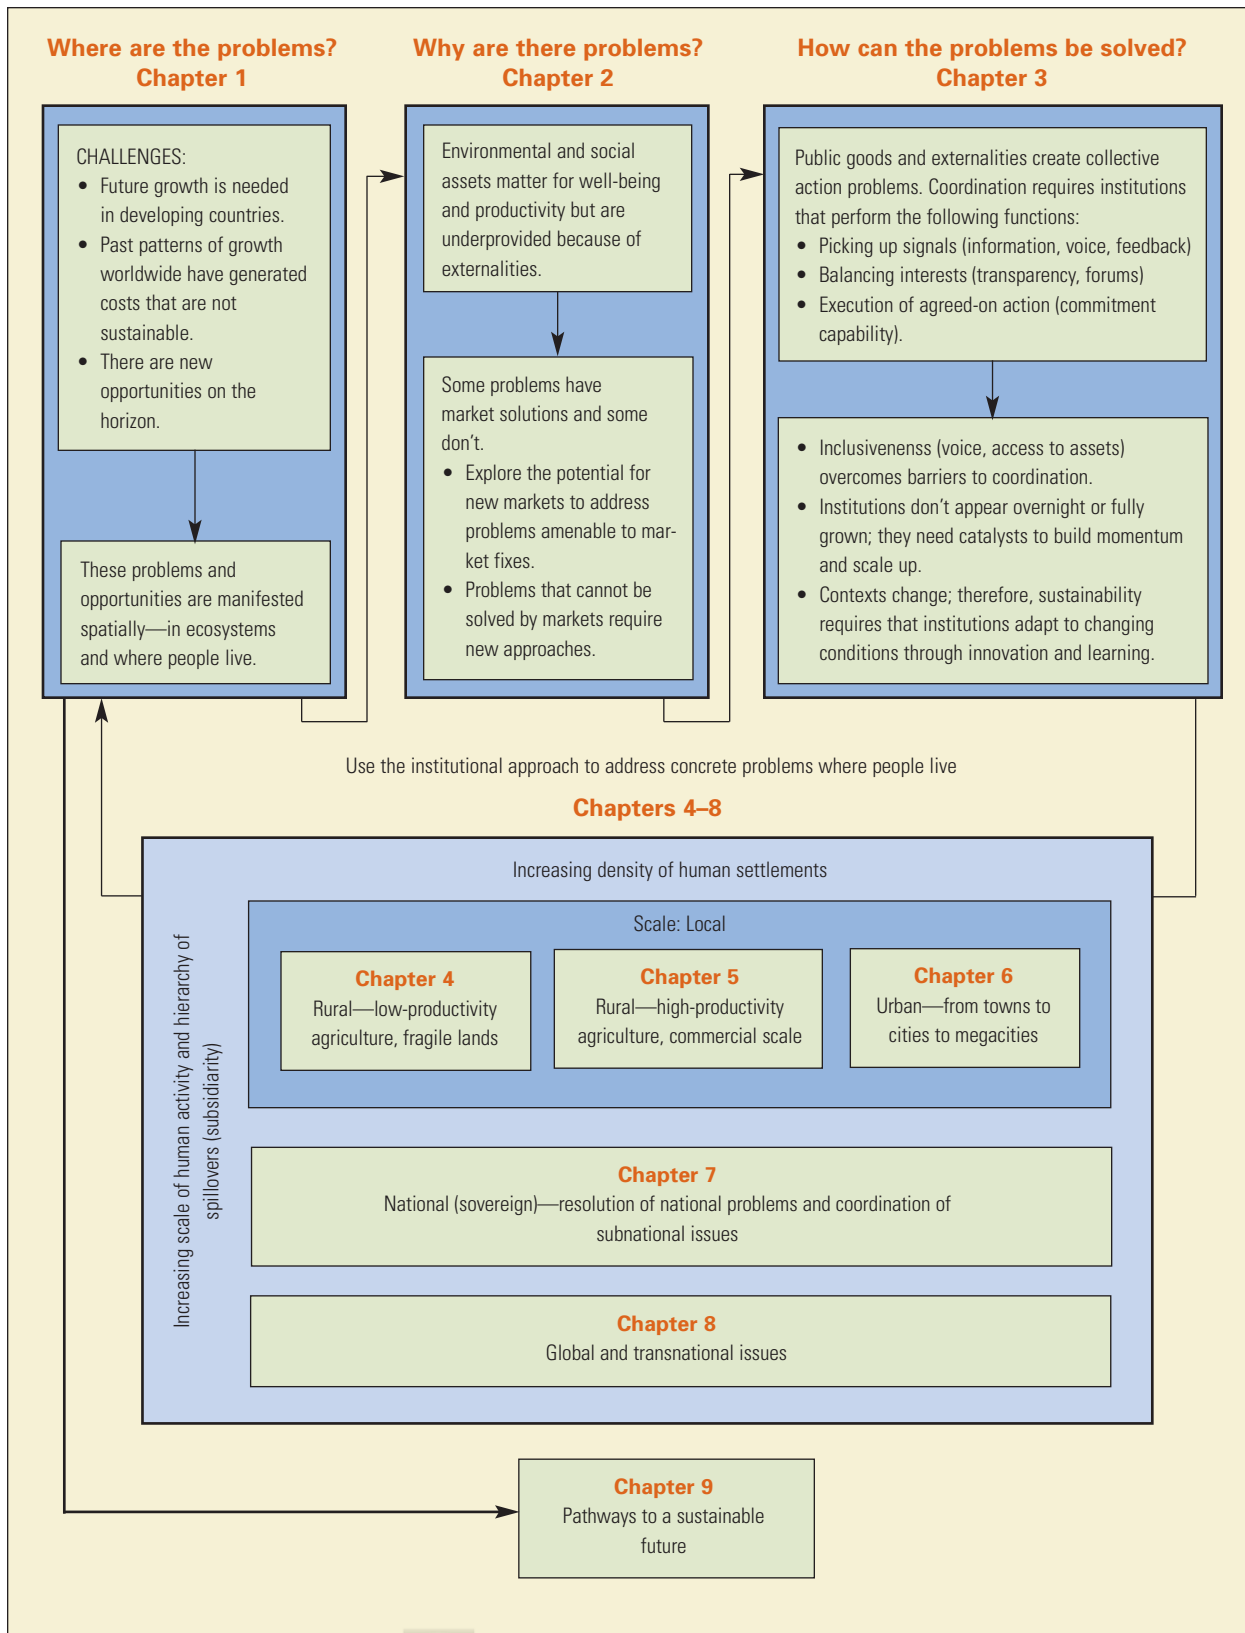 Where are the problems?
Chapter 1
CHALLENGES:
• Future growth is needed
in developing countries.
• Past patterns of growth
worldwide have generated
costs that are not
sustainable.
• There are new
opportunities on the
horizon.
These problems and
opportunities are manifested
spatially—in ecosystems
and where people live.
Why are there problems?
Chapter 2
Environmental and social
assets matter for well-being
and productivity but are
underprovided because of
externalities.
Some problems have
market solutions and some
don't.
• Explore the potential for
new markets to address
problems amenable to mar-
ket fixes.
• Problems that cannot be
solved by markets require
new approaches.
How can the problems be solved?
Chapter 3
Public goods and externalities create collective
action problems. Coordination requires institutions
that perform the following functions:
• Picking up signals (information, voice, feedback)
• Balancing interests (transparency, forums)
• Execution of agreed-on action (commitment
capability).
• Inclusivenenss (voice, access to assets)
overcomes barriers to coordination.
• Institutions don't appear overnight or fully
grown; they need catalysts to build momentum
and scale up.
• Contexts change; therefore, sustainability
requires that institutions adapt to changing
conditions through innovation and learning.
Use the institutional approach to address concrete problems where people live
Chapters 4–8
Increasing density of human settlements
Increasing scale of human activity and hierarchy of
spillovers (subsidiarity)
Scale: Local
Chapter 4
Rural—low-productivity
agriculture, fragile lands
Chapter 5
Rural—high-productivity
agriculture, commercial scale
Chapter 6
Urban—from towns to
cities to megacities
Chapter 7
National (sovereign)—resolution of national problems and coordination of
subnational issues
Chapter 8
Global and transnational issues
Chapter 9
Pathways to a sustainable
future